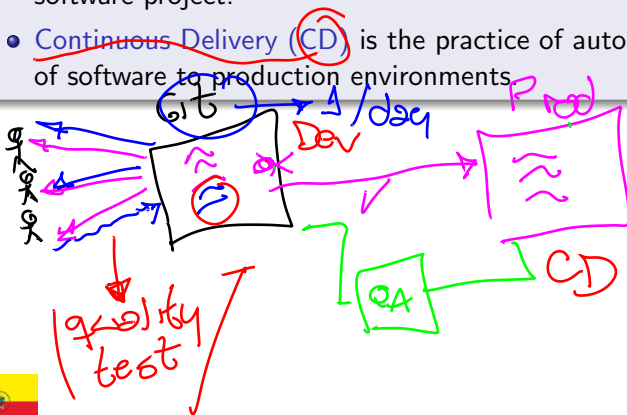 software project.
Continuous Delivery (CD) is the practice of auto
of software to production environments.
Git 1/day Prod
Dev
QA CD
quality
test